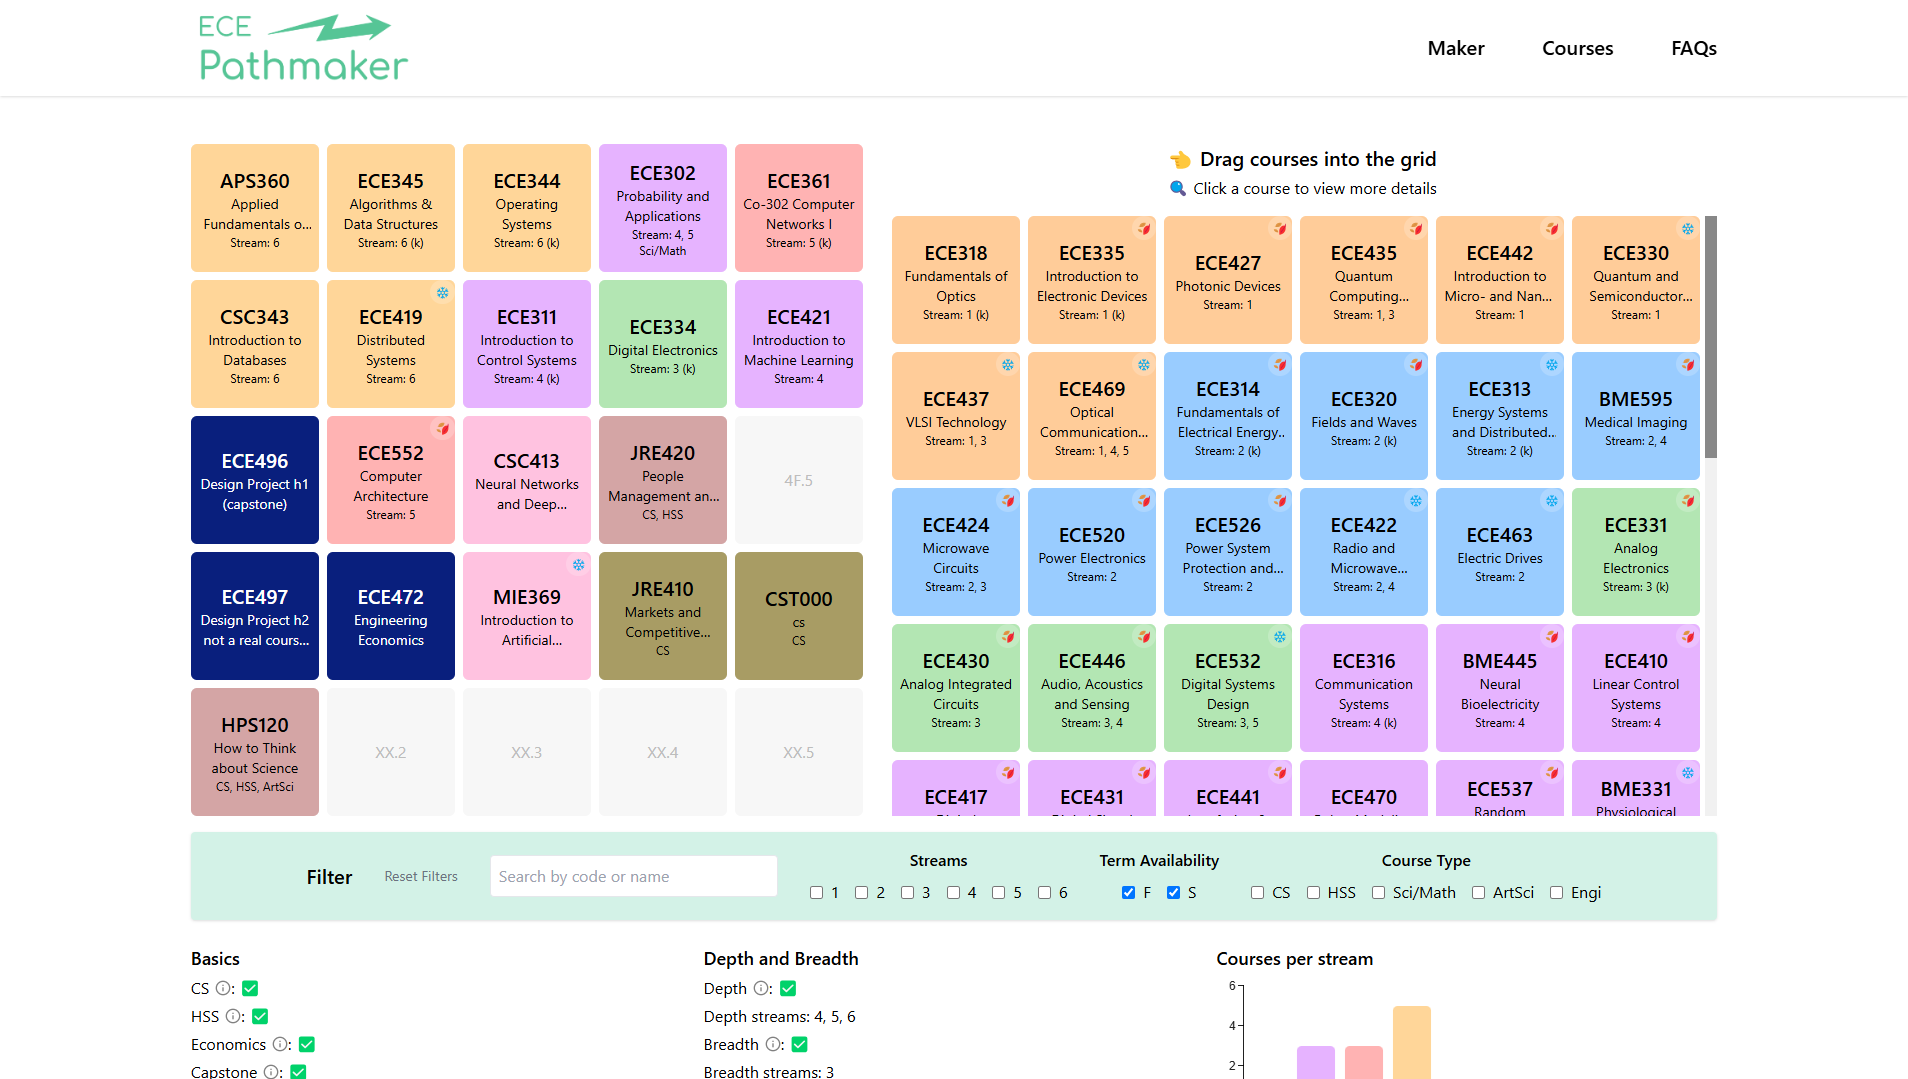 ECE
Pathmaker
Maker
Courses
FAQs
APS360
Applied
Fundamentals o...
Stream: 6
ECE345
Algorithms &
Data Structures
Stream: 6 (k)
ECE344
Operating
Systems
Stream: 6 (k)
ECE302
Probability and
Applications
Stream: 4, 5
Sci/Math
ECE361
Co-302 Computer
Networks I
Stream: 5 (k)
CSC343
Introduction to
Databases
Stream: 6
ECE419
Distributed
Systems
Stream: 6
ECE311
Introduction to
Control Systems
Stream: 4 (k)
ECE334
Digital Electronics
Stream: 3 (k)
ECE421
Introduction to
Machine Learning
Stream: 4
ECE496
Design Project h1
(capstone)
ECE552
Computer
Architecture
Stream: 5
CSC413
Neural Networks
and Deep...
JRE420
People
Management an...
CS, HSS
4F.5
ECE497
Design Project h2
not a real cours...
ECE472
Engineering
Economics
MIE369
Introduction to
Artificial...
JRE410
Markets and
Competitive...
CS
CST000
cs
CS
HPS120
How to Think
about Science
CS, HSS, ArtSci
XX.2
XX.3
XX.4
XX.5
Drag courses into the grid
Click a course to view more details
ECE318
Fundamentals of
Optics
Stream: 1 (k)
ECE335
Introduction to
Electronic Devices
Stream: 1 (k)
ECE427
Photonic Devices
Stream: 1
ECE435
Quantum
Computing...
Stream: 1, 3
ECE442
Introduction to
Micro- and Nan...
Stream: 1
ECE330
Quantum and
Semiconductor...
Stream: 1
ECE437
VLSI Technology
Stream: 1, 3
ECE469
Optical
Communication...
Stream: 1, 4, 5
ECE314
Fundamentals of
Electrical Energy..
Stream: 2 (k)
ECE320
Fields and Waves
Stream: 2 (k)
ECE313
Energy Systems
and Distributed...
Stream: 2 (k)
BME595
Medical Imaging
Stream: 2, 4
ECE424
Microwave
Circuits
Stream: 2, 3
ECE520
Power Electronics
Stream: 2
ECE526
Power System
Protection and...
Stream: 2
ECE422
Radio and
Microwave...
Stream: 2, 4
ECE463
Electric Drives
Stream: 2
ECE331
Analog
Electronics
Stream: 3 (k)
ECE430
Analog Integrated
Circuits
Stream: 3
ECE446
Audio, Acoustics
and Sensing
Stream: 3, 4
ECE532
Digital Systems
Design
Stream: 3, 5
ECE316
Communication
Systems
Stream: 4 (k)
BME445
Neural
Bioelectricity
Stream: 4
ECE410
Linear Control
Systems
Stream: 4
ECE417
ECE431
ECE441
ECE470
ECE537
Random
BME331
Physiological
Filter
Reset Filters
Search by code or name
Streams
1 2 3 4 5 6
Term Availability
F S
Course Type
CS HSS Sci/Math ArtSci Engi
Basics
CS :
HSS :
Economics :
Capstone :
Depth and Breadth
Depth :
Depth streams: 4, 5, 6
Breadth :
Breadth streams: 3
Courses per stream
6
4
2